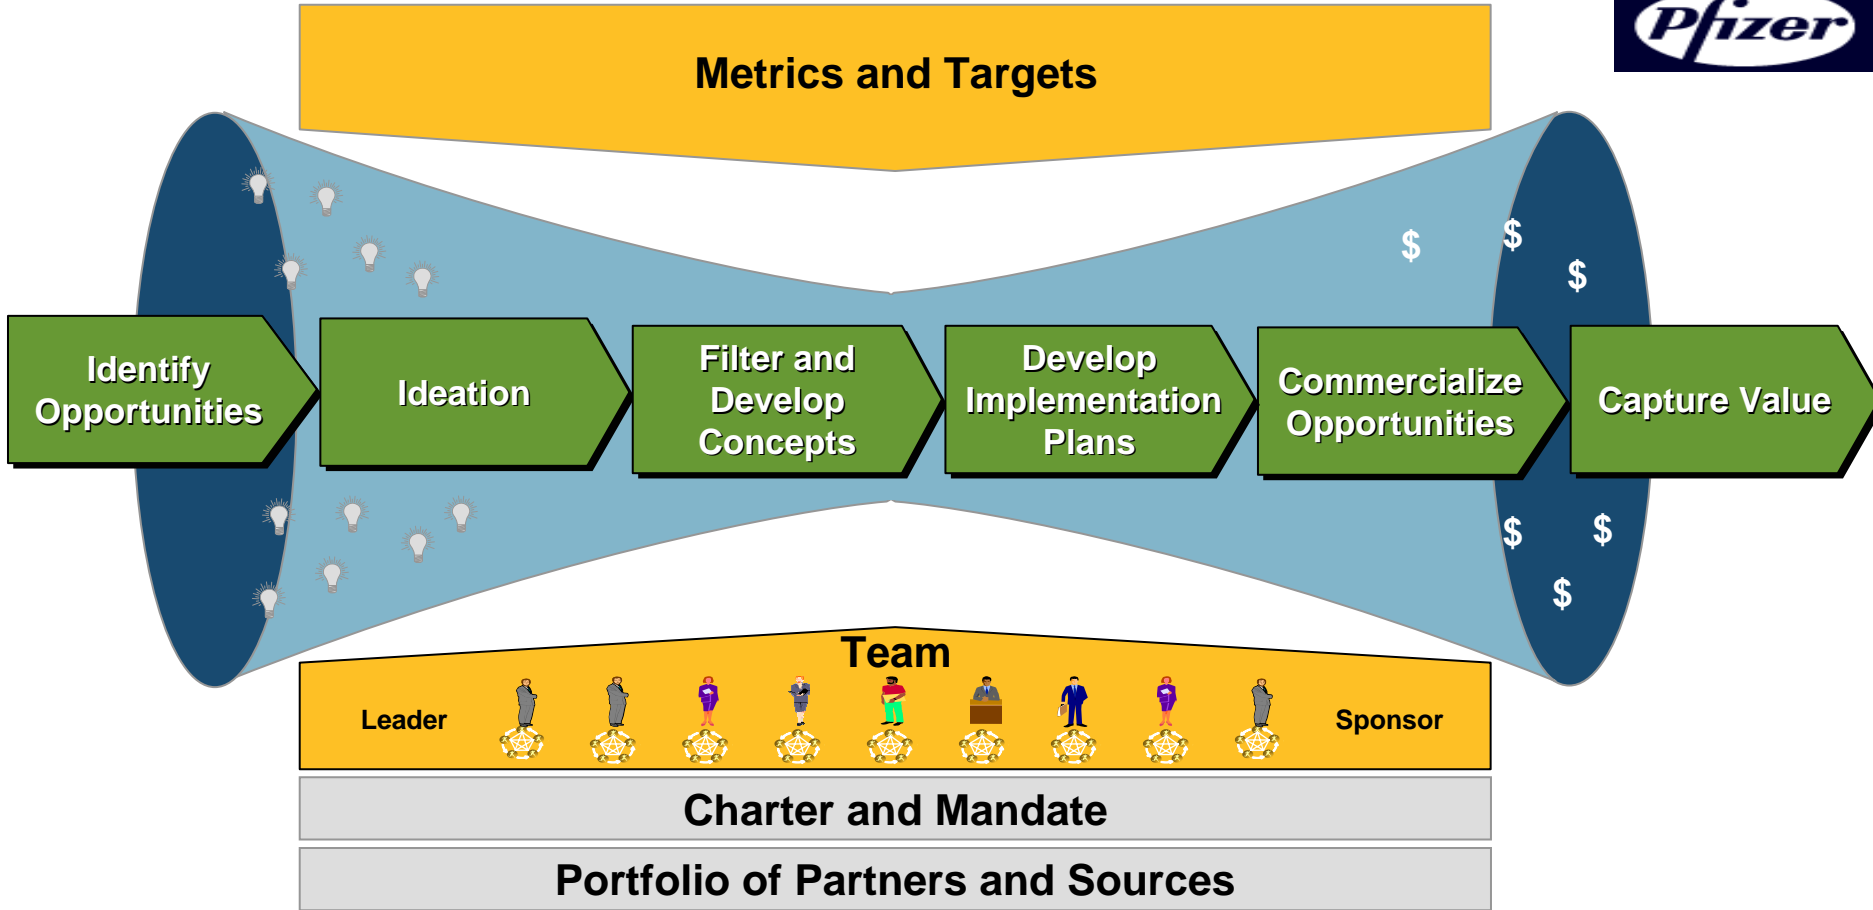 Pfizer
Metrics and Targets
$
$
$
Identify
Opportunities
Ideation
Filter and
Develop
Concepts
Develop
Implementation
Plans
Commercialize
Opportunities
Capture Value
$
$
$
Team
Leader
Sponsor
Charter and Mandate
Portfolio of Partners and Sources